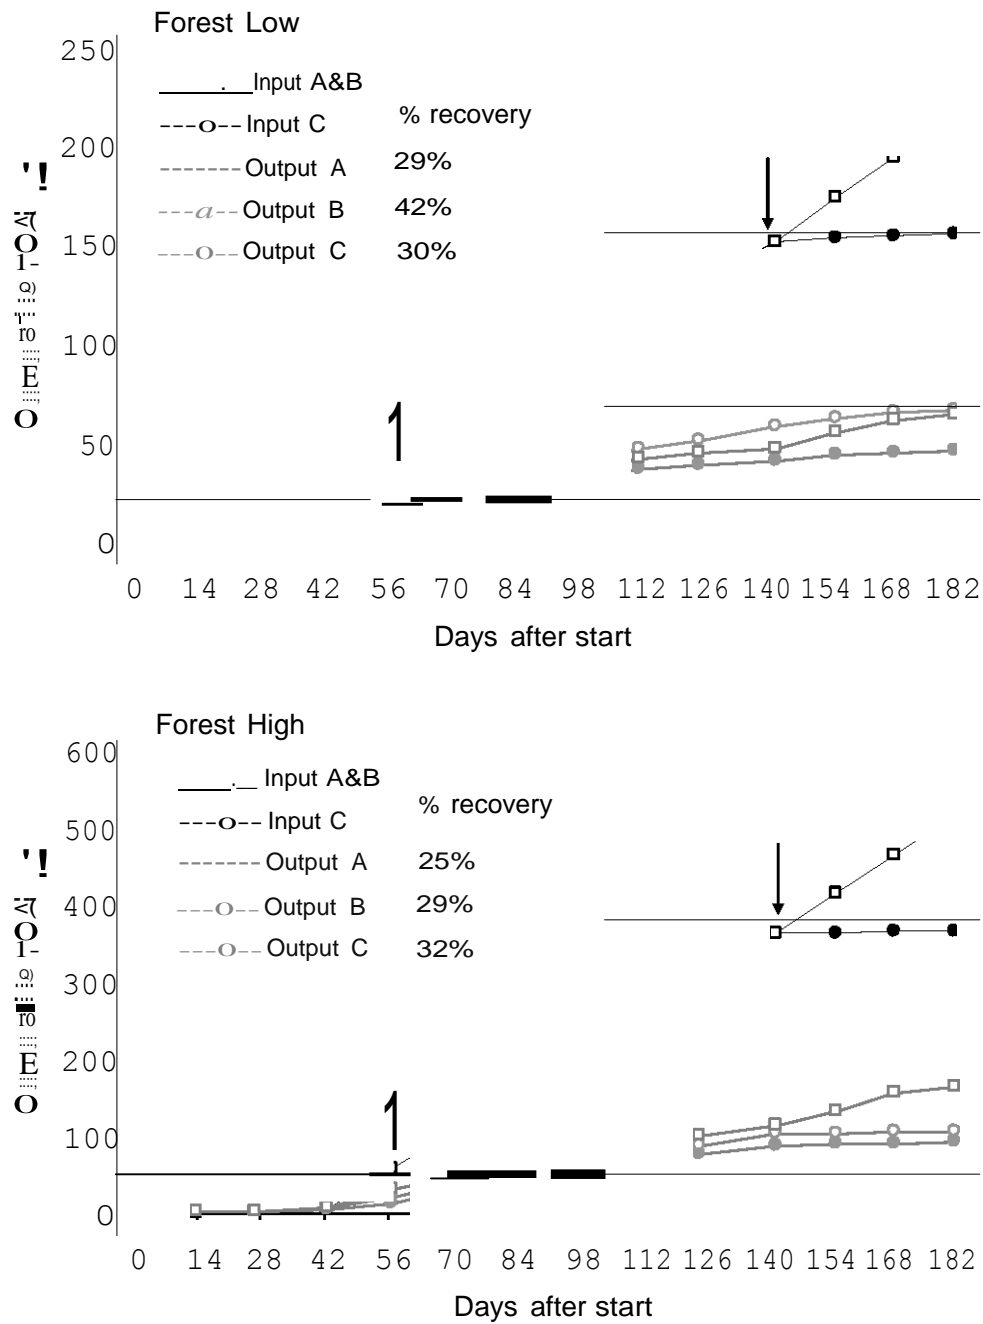 Forest Low
250
Input A&B
Input C
% recovery
200
Output A 29%
Output B 42%
150
Output C 30%
100
50
0
0 14 28 42 56 70 84 98 112 126 140 154 168 182
Days after start
Forest High
600
Input A&B
% recovery
500
Input C
Output A 25%
400
Output B 29%
Output C 32%
300
200
100
0
0 14 28 42 56 70 84 98 112 126 140 154 168 182
Days after start